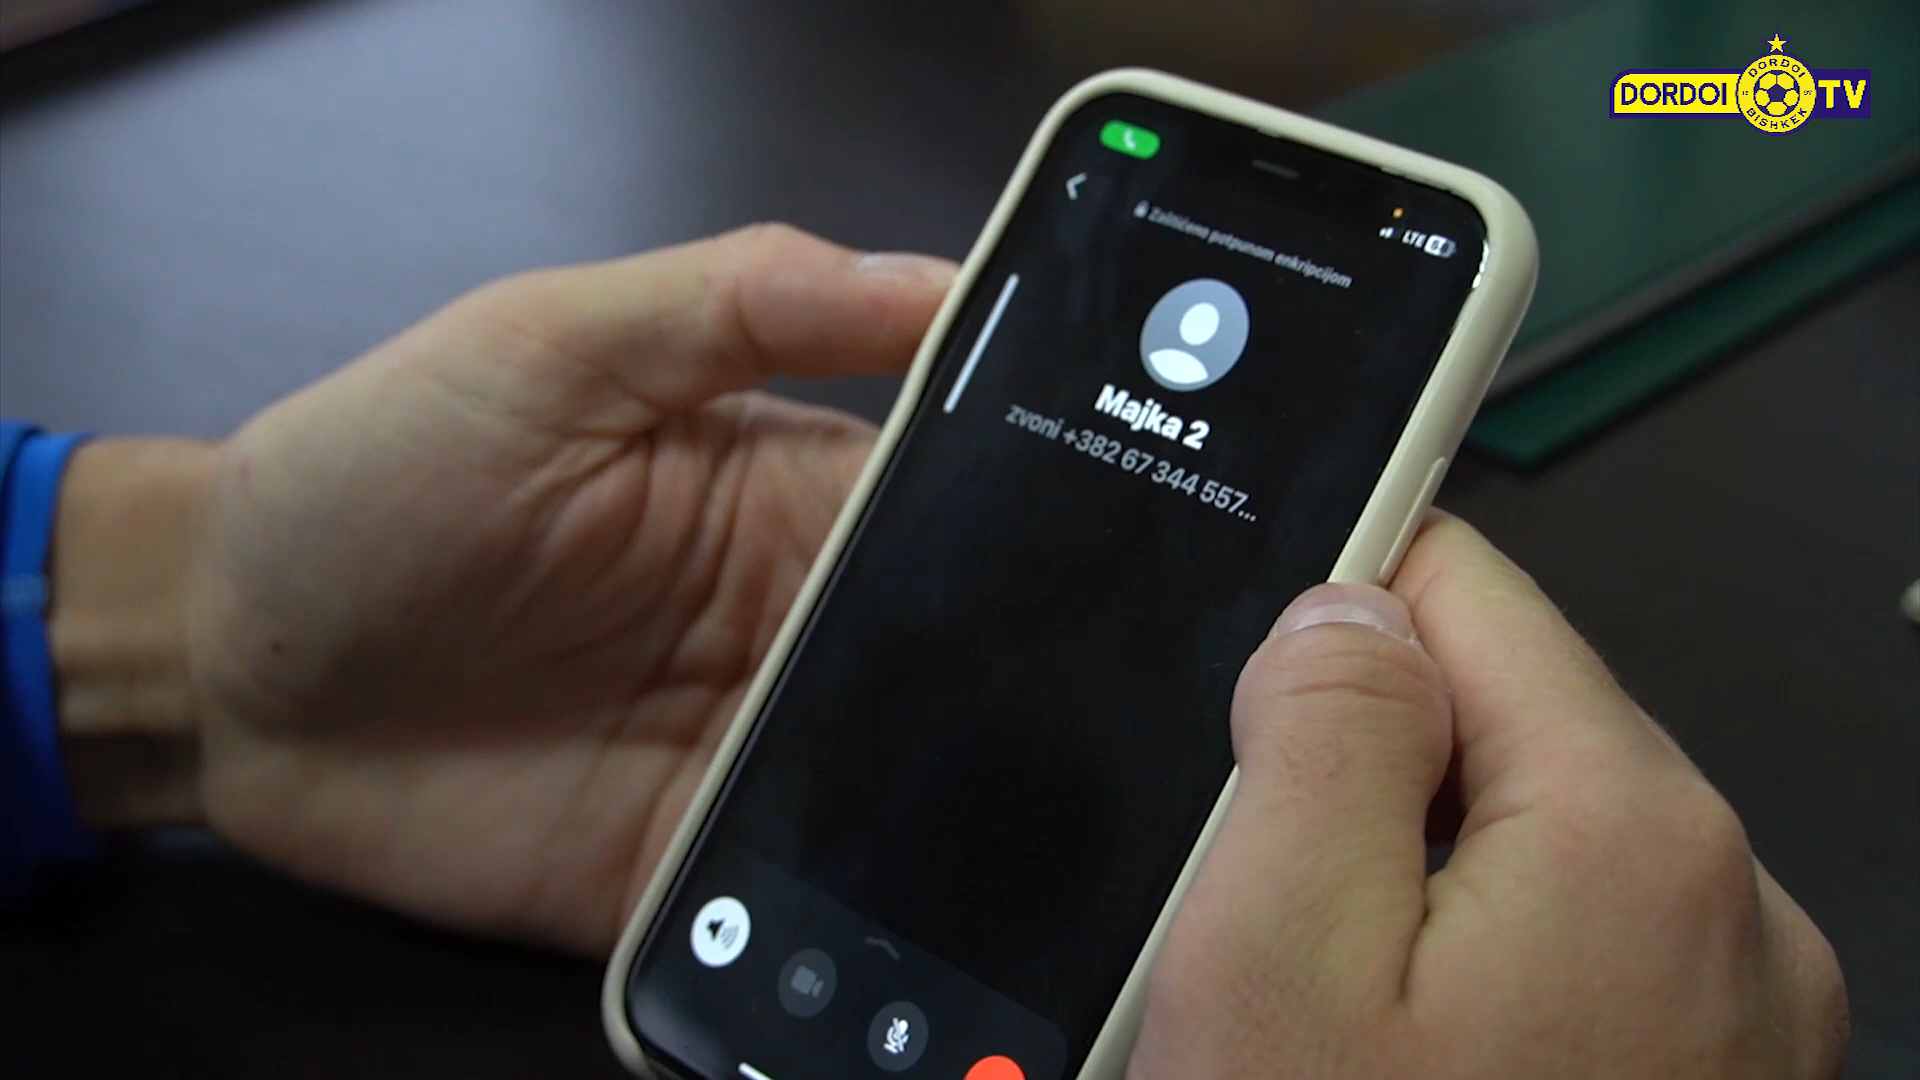 DORDOI
DORDOI
BISHKEK
TV
LTE
Zaštićeno potpunom enkripcijom
Majka 2
zvoni +382 67 344 557...